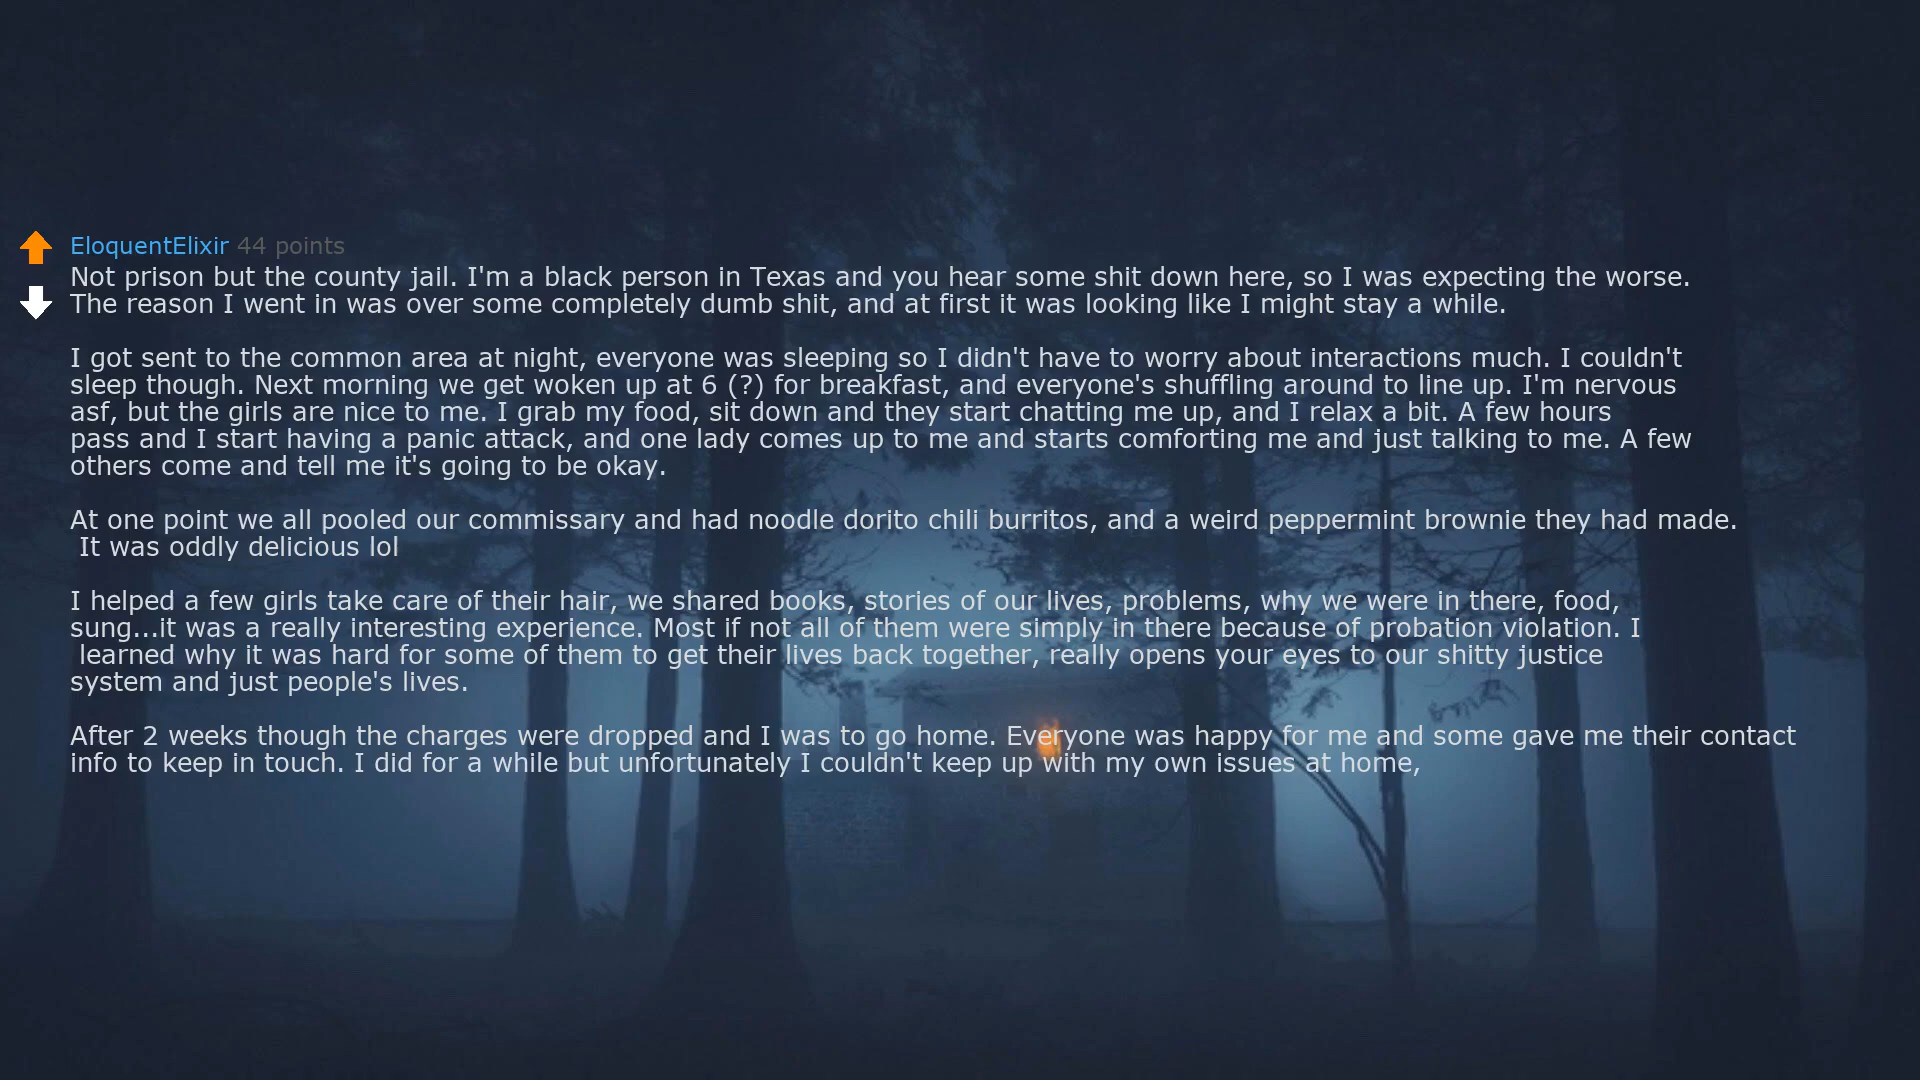 EloquentElixir 44 points
Not prison but the county jail. I'm a black person in Texas and you hear some shit down here, so I was expecting the worse.
The reason I went in was over some completely dumb shit, and at first it was looking like I might stay a while.
I got sent to the common area at night, everyone was sleeping so I didn't have to worry about interactions much. I couldn't
sleep though. Next morning we get woken up at 6 (?) for breakfast, and everyone's shuffling around to line up. I'm nervous
asf, but the girls are nice to me. I grab my food, sit down and they start chatting me up, and I relax a bit. A few hours
pass and I start having a panic attack, and one lady comes up to me and starts comforting me and just talking to me. A few
others come and tell me it's going to be okay.
At one point we all pooled our commissary and had noodle dorito chili burritos, and a weird peppermint brownie they had made.
It was oddly delicious lol
I helped a few girls take care of their hair, we shared books, stories of our lives, problems, why we were in there, food,
sung...it was a really interesting experience. Most if not all of them were simply in there because of probation violation. I
learned why it was hard for some of them to get their lives back together, really opens your eyes to our shitty justice
system and just people's lives.
After 2 weeks though the charges were dropped and I was to go home. Everyone was happy for me and some gave me their contact
info to keep in touch. I did for a while but unfortunately I couldn't keep up with my own issues at home,